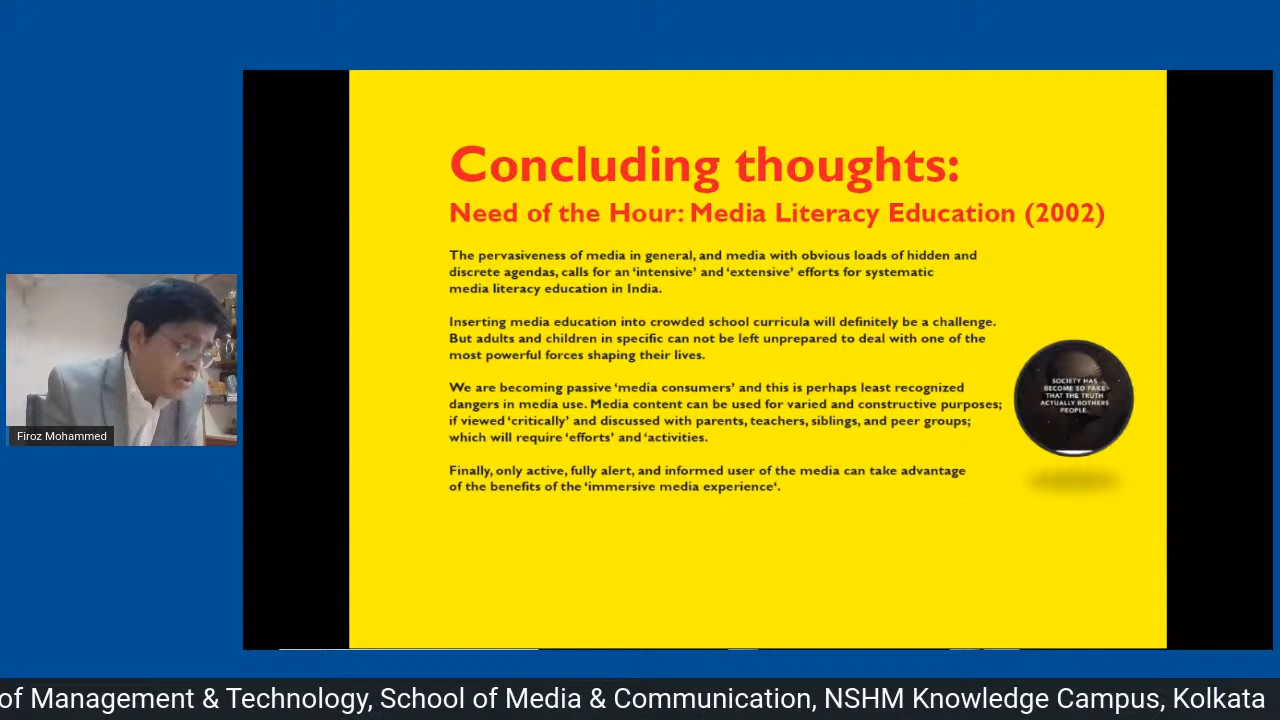 Concluding thoughts:
Need of the Hour: Media Literacy Education (2002)
The pervasiveness of media in general, and media with obvious loads of hidden and
discrete agendas, calls for an ‘intensive’ and ‘extensive’ efforts for systematic
media literacy education in India.
Inserting media education into crowded school curricula will definitely be a challenge.
But adults and children in specific can not be left unprepared to deal with one of the
most powerful forces shaping their lives.
We are becoming passive ‘media consumers’ and this is perhaps least recognized
dangers in media use. Media content can be used for varied and constructive purposes;
if viewed ‘critically’ and discussed with parents, teachers, siblings, and peer groups;
which will require ‘efforts’ and ‘activities.
Finally, only active, fully alert, and informed user of the media can take advantage
of the benefits of the ‘immersive media experience‘.
SOCIETY HAS
BECOME SO FAKE
THAT THE TRUTH
ACTUALLY BOTHERS
PEOPLE.
Firoz Mohammed
of Management & Technology, School of Media & Communication, NSHM Knowledge Campus, Kolkata